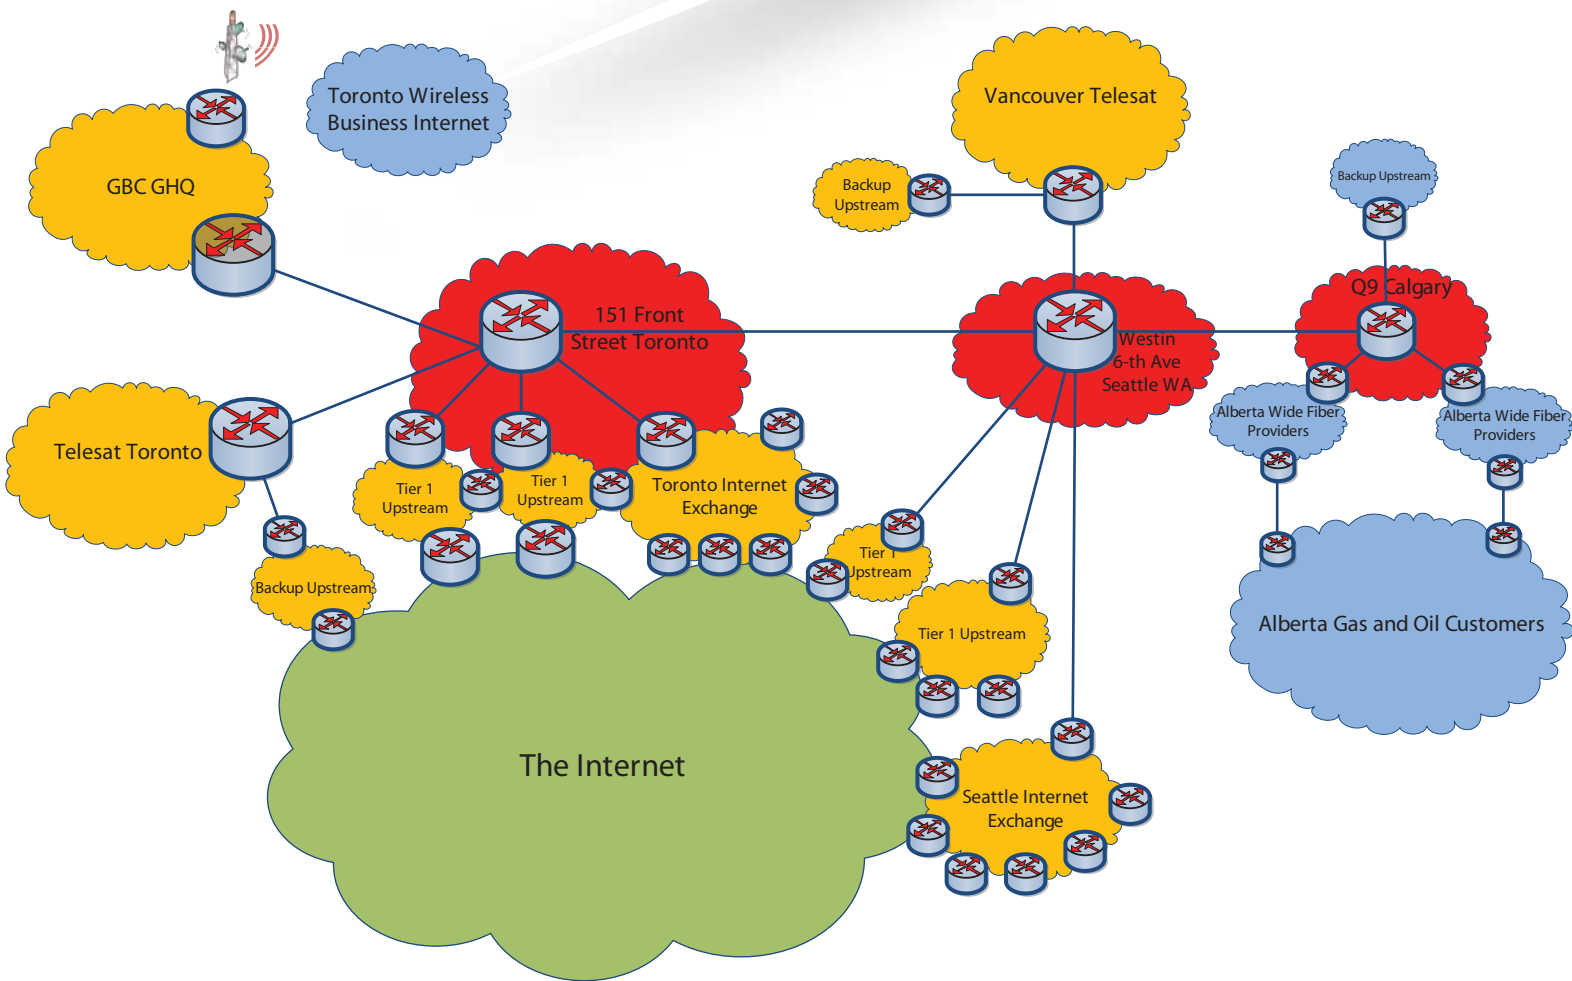 Toronto Wireless
Business Internet
GBC GHQ
Vancouver Telesat
Backup
Upstream
Backup Upstream
Q9 Calgary
151 Front
Street Toronto
Westin
6-th Ave
Seattle WA
Alberta Wide Fiber
Providers
Alberta Wide Fiber
Providers
Telesat Toronto
Tier 1
Upstream
Tier 1
Upstream
Toronto Internet
Exchange
Tier 1
Upstream
Backup Upstream
Tier 1 Upstream
Alberta Gas and Oil Customers
The Internet
Seattle Internet
Exchange